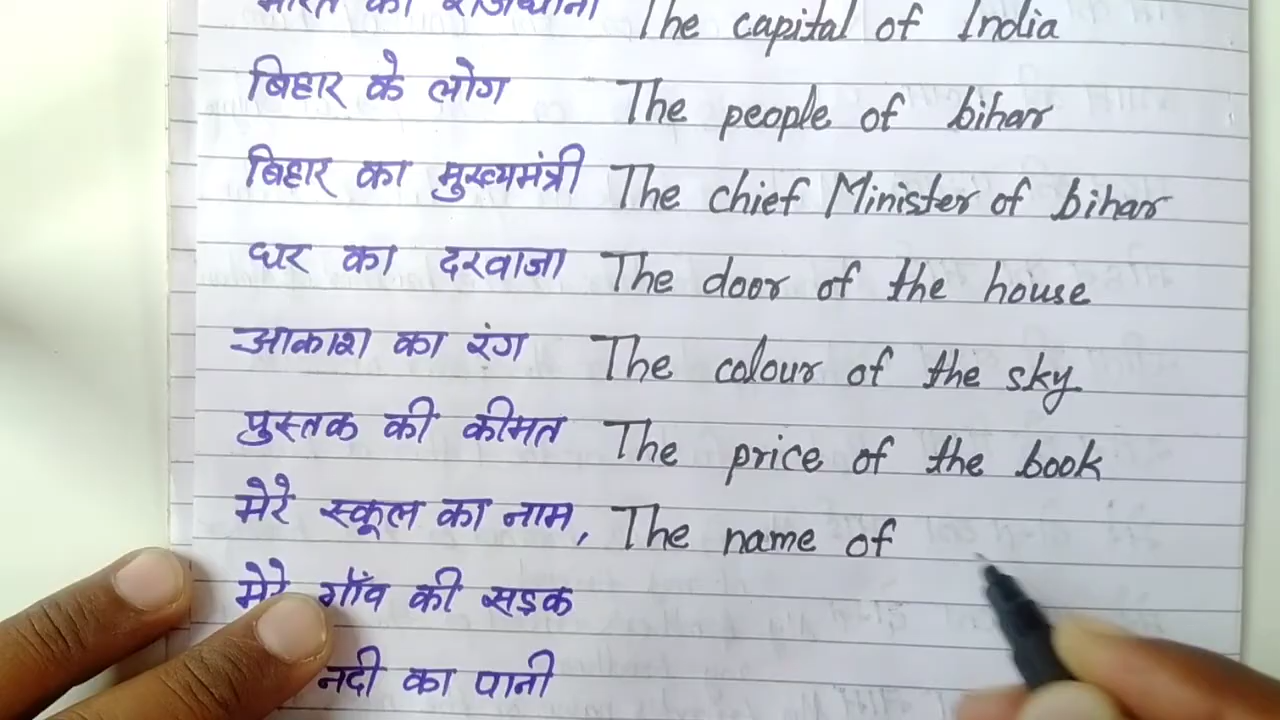 भारत की राजधानी The capital of India
बिहार के लोग The people of bihar
बिहार का मुख्यमंत्री The chief Minister of bihar
घर का दरवाजा The door of the house
आकाश का रंग The colour of the sky
पुस्तक की कीमत The price of the book
मेरे स्कूल का नाम, The name of
मेरे गाँव की सड़क
नदी का पानी